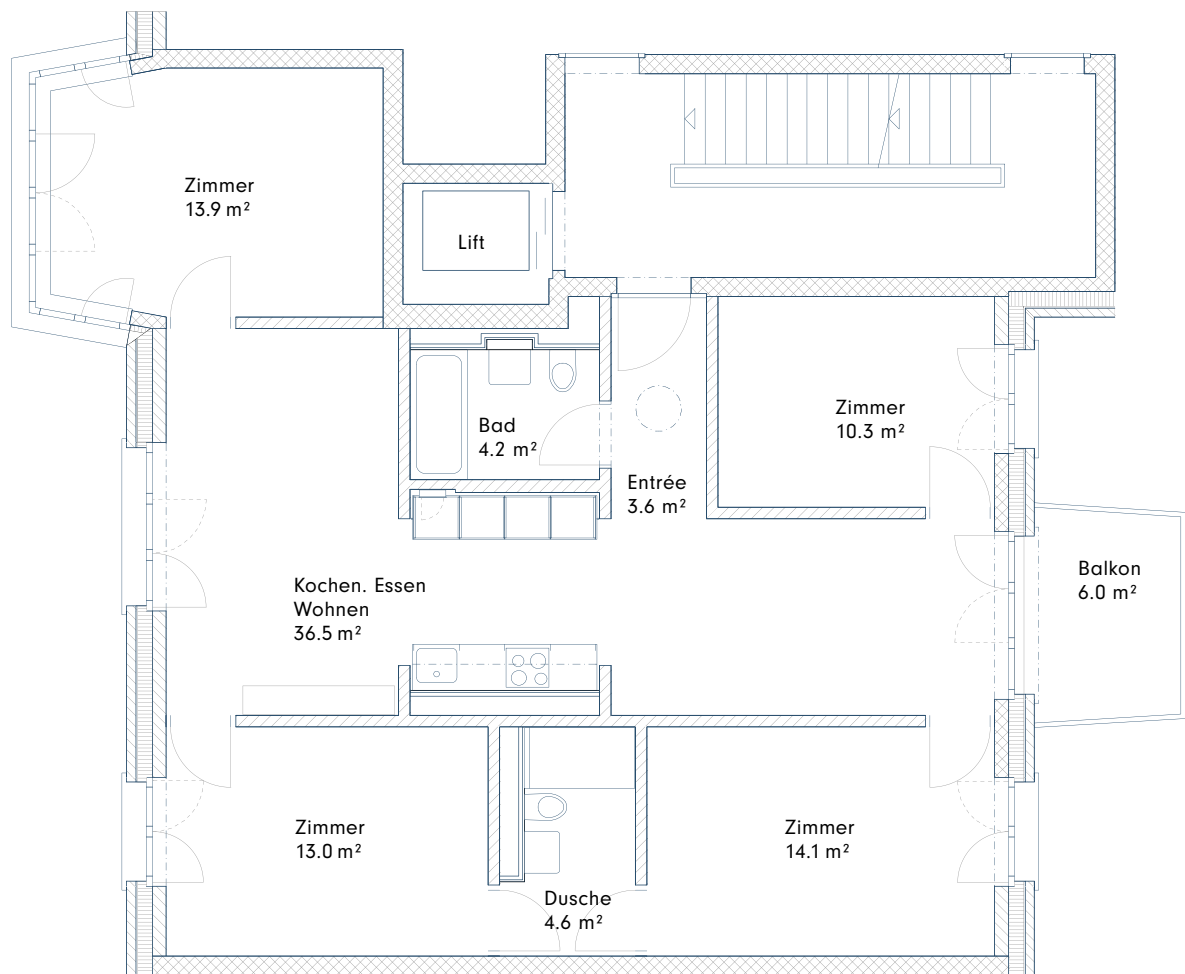 Zimmer
13.9 m²
Lift
Zimmer
10.3 m²
Bad
4.2 m²
Entrée
3.6 m²
Kochen. Essen
Wohnen
36.5 m²
Balkon
6.0 m²
Zimmer
13.0 m²
Zimmer
14.1 m²
Dusche
4.6 m²